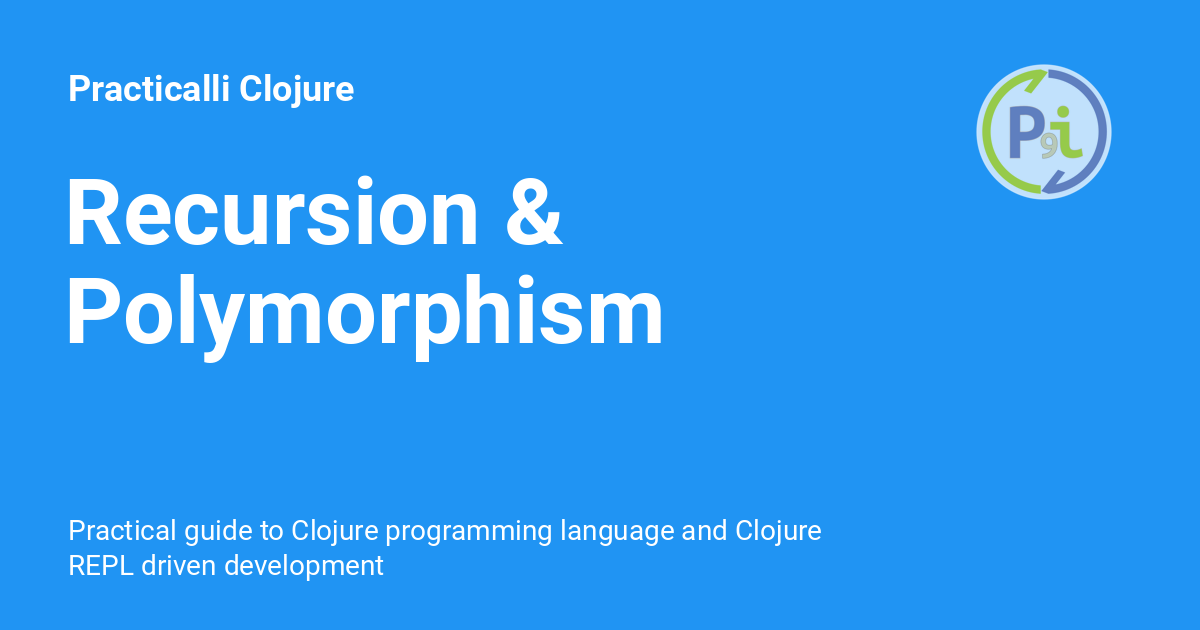 Practicalli Clojure
Recursion &
Polymorphism
Practical guide to Clojure programming language and Clojure
REPL driven development
P9i